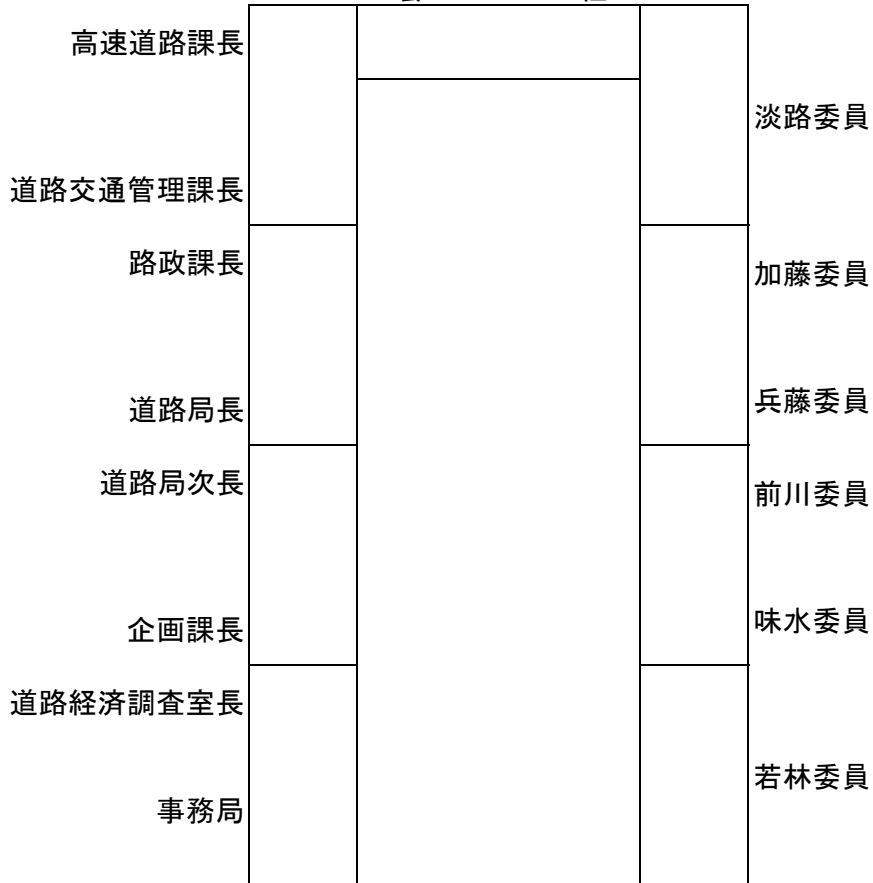 高速道路課長
淡路委員
道路交通管理課長
路政課長
加藤委員
兵藤委員
道路局長
道路局次長
前川委員
味水委員
企画課長
道路経済調査室長
若林委員
事務局